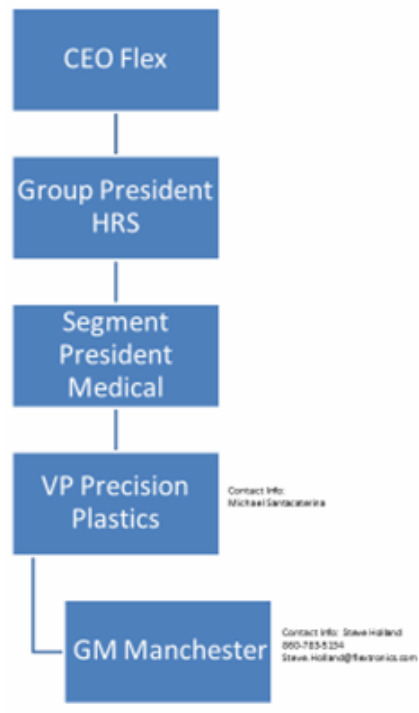 CEO Flex
Group President
HRS
Segment
President
Medical
VP Precision
Plastics
Contact Info:
Michael Santacaterina
GM Manchester
Contact Info: Steve Holland
860-783-5134
Steve.Holland@flextronics.com